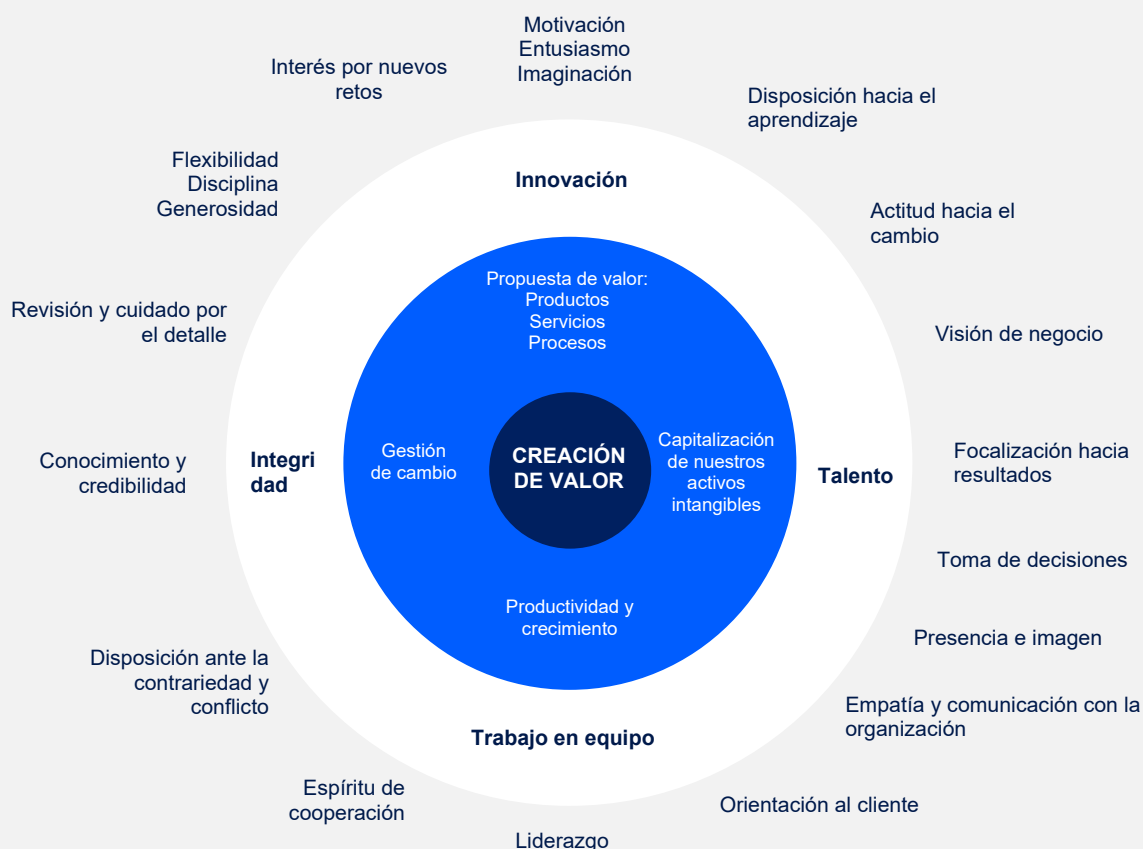 Motivación
Entusiasmo
Imaginación
Interés por nuevos
retos
Disposición hacia el
aprendizaje
Flexibilidad
Disciplina
Generosidad
Innovación
Actitud hacia el
cambio
Propuesta de valor:
Productos
Servicios
Procesos
Revisión y cuidado por
el detalle
Visión de negocio
Conocimiento y
credibilidad
Integri
dad
Gestión
de cambio
CREACIÓN
DE VALOR
Capitalización
de nuestros
activos
intangibles
Talento
Focalización hacia
resultados
Toma de decisiones
Productividad y
crecimiento
Presencia e imagen
Disposición ante la
contrariedad y
conflicto
Empatía y comunicación con la
organización
Trabajo en equipo
Espíritu de
cooperación
Orientación al cliente
Liderazgo